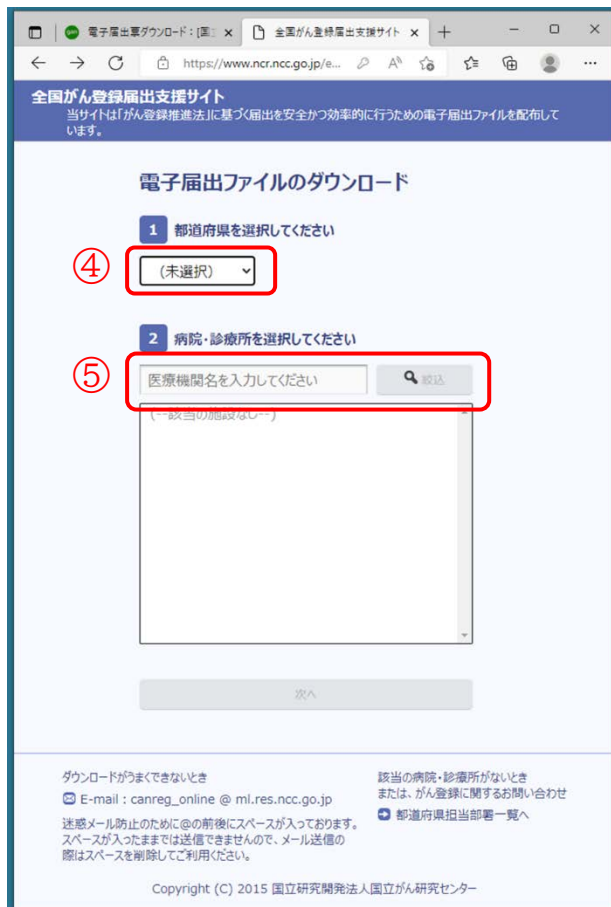 電子届出票ダウンロード：[国立
全国がん登録届出支援サイト
https://www.ncr.ncc.go.jp/e...
全国がん登録届出支援サイト
当サイトは「がん登録推進法」に基づく届出を安全かつ効率的に行うための電子届出ファイルを配布して
います。
電子届出ファイルのダウンロード
1 都道府県を選択してください
④ (未選択)
2 病院・診療所を選択してください
⑤ 医療機関名を入力してください 絞込
(--該当の施設なし--)
次へ
ダウンロードがうまくできないとき
E-mail : canreg_online @ ml.res.ncc.go.jp
迷惑メール防止のために@の前後にスペースが入っております。
スペースが入ったままでは送信できませんので、メール送信の
際はスペースを削除してご利用ください。
該当の病院・診療所がないとき
または、がん登録に関するお問い合わせ
都道府県担当部署一覧へ
Copyright (C) 2015 国立研究開発法人国立がん研究センター